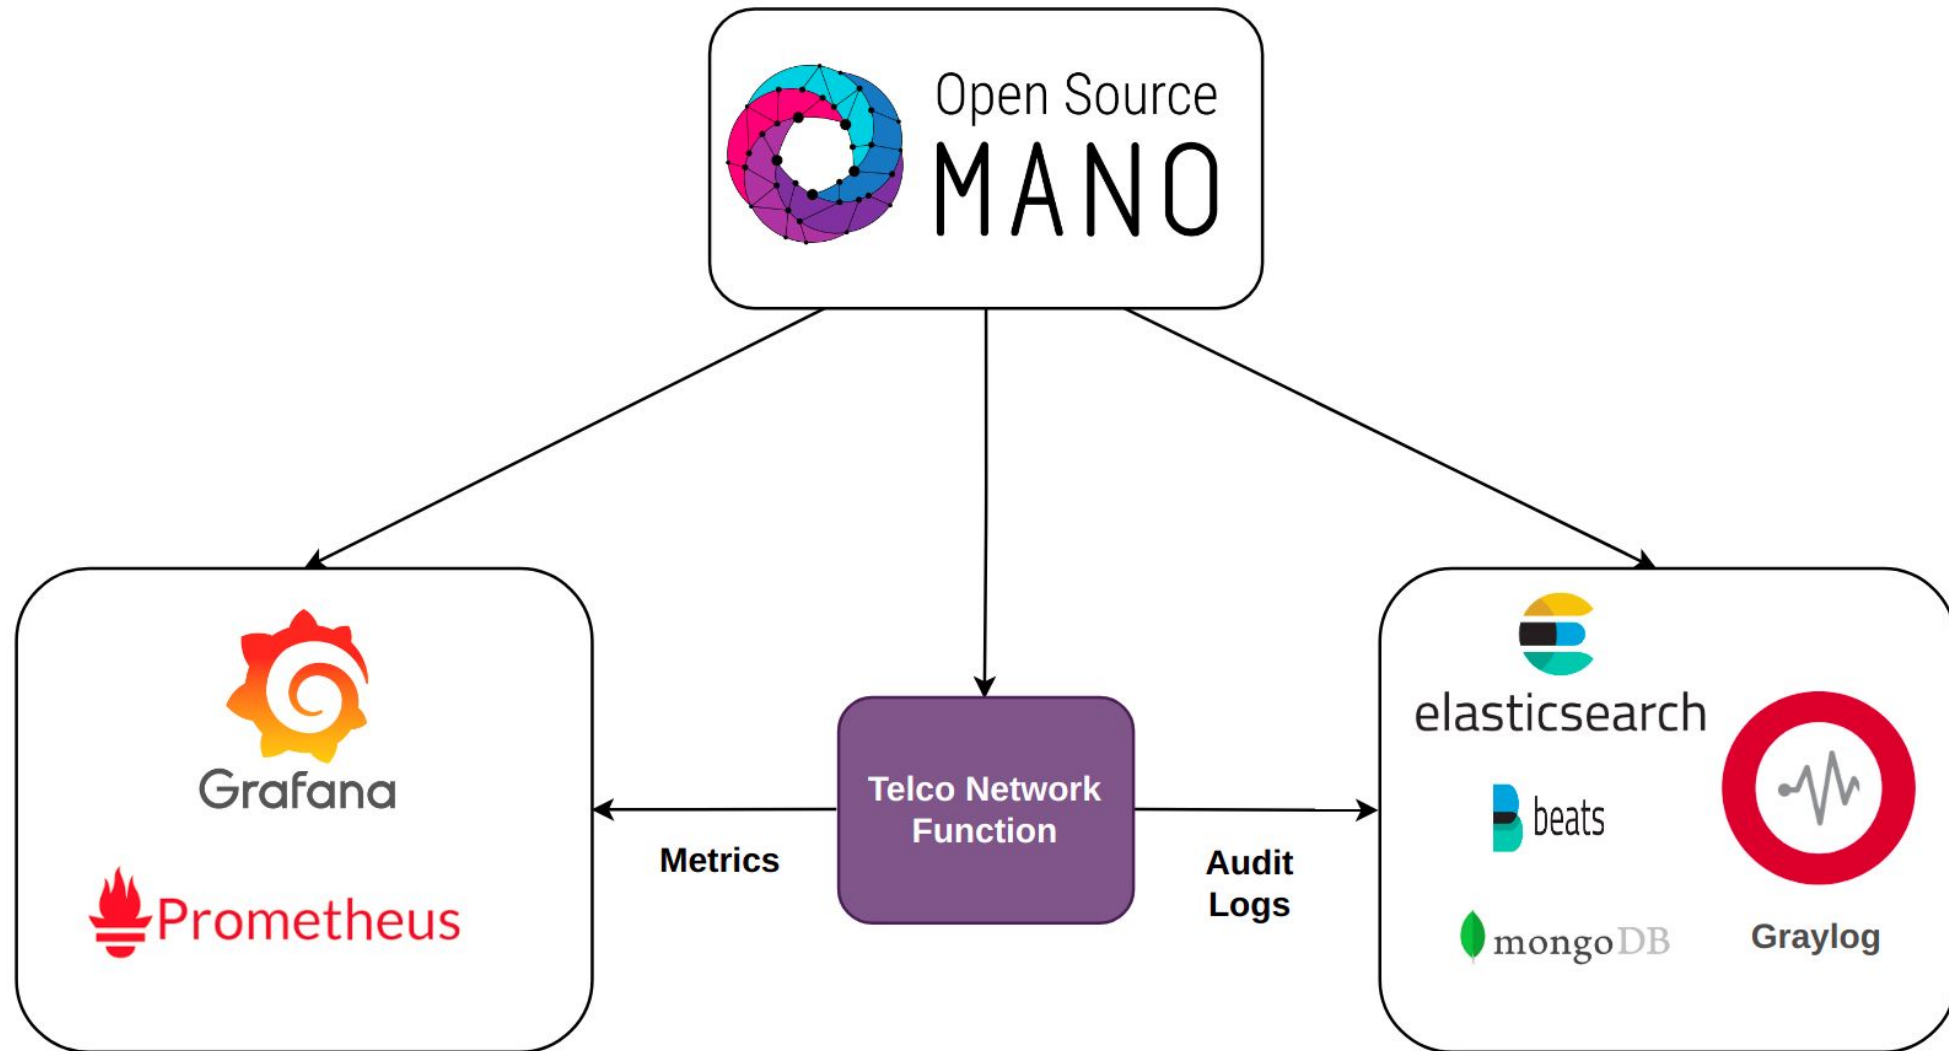 Open Source
MANO
Grafana
Prometheus
Telco Network
Function
Metrics
Audit
Logs
elasticsearch
beats
mongoDB
Graylog